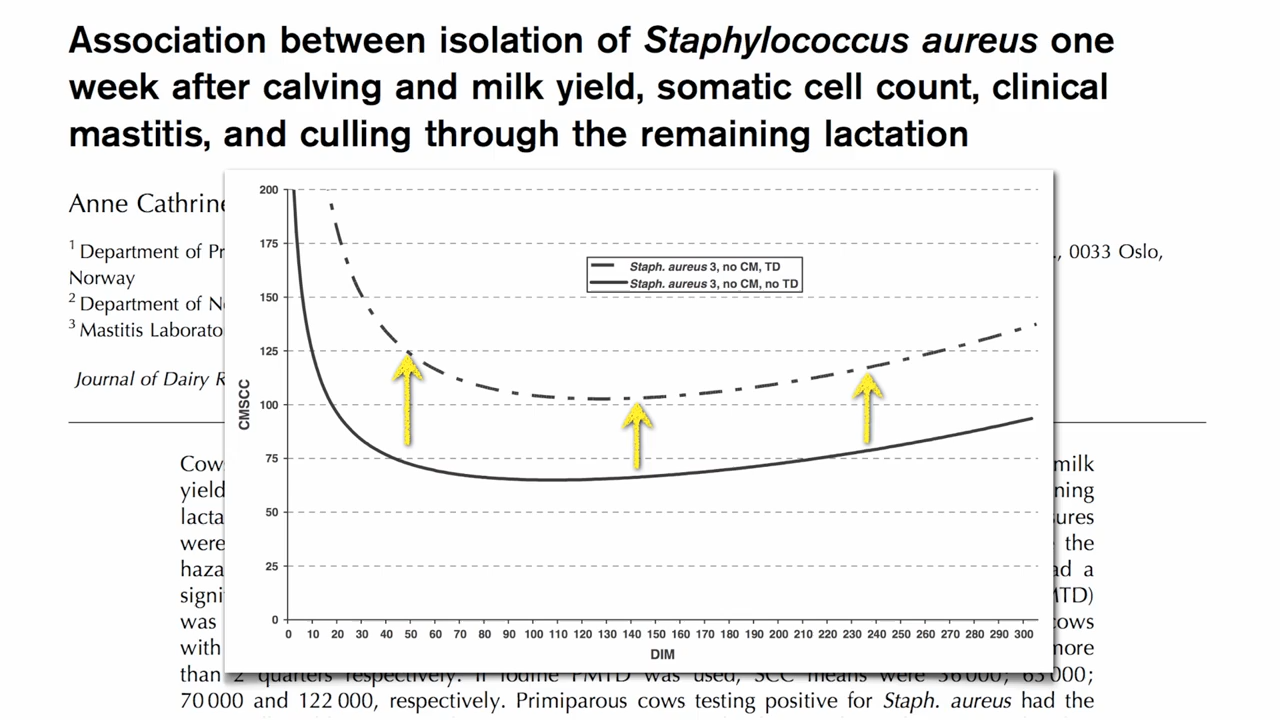 Association between isolation of Staphylococcus aureus one
week after calving and milk yield, somatic cell count, clinical
mastitis, and culling through the remaining lactation
Anne Cathrine
1 Department of Pr
., 0033 Oslo,
Norway
2 Department of N
3 Mastitis Laborato
Journal of Dairy R
200
175
150
125
100
75
50
25
0
CMSCC
Staph. aureus 3, no CM, TD
Staph. aureus 3, no CM, no TD
0 10 20 30 40 50 60 70 80 90 100 110 120 130 140 150 160 170 180 190 200 210 220 230 240 250 260 270 280 290 300
DIM
Cow
milk
yield
ning
lacta
sures
were
the
haza
ad a
signi
MTD)
was
cows
with
more
than 2 quarters respectively. If iodine PMTD was used, SCC means were
70 000 and 122 000, respectively. Primiparous cows testing positive for Staph. aureus had the